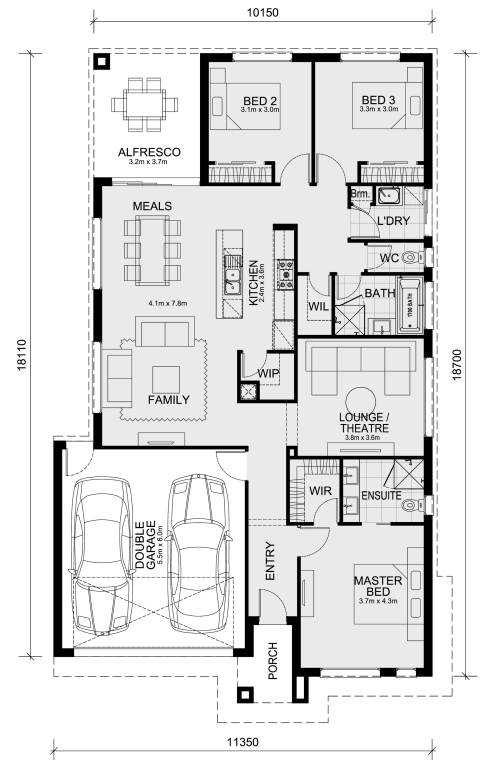 10150
BED 2
3.1m x 3.0m
BED 3
3.3m x 3.0m
ALFRESCO
3.2m x 3.7m
Brm.
L'DRY
MEALS
WC
KITCHEN
2.4m x 3.6m
4.1m x 7.8m
WIL
BATH
1700 BATH
18110
18700
WIP
FAMILY
LOUNGE /
THEATRE
3.8m x 3.6m
WIR
ENSUITE
DOUBLE
GARAGE
5.5m x 6.0m
ENTRY
MASTER
BED
3.7m x 4.3m
PORCH
11350